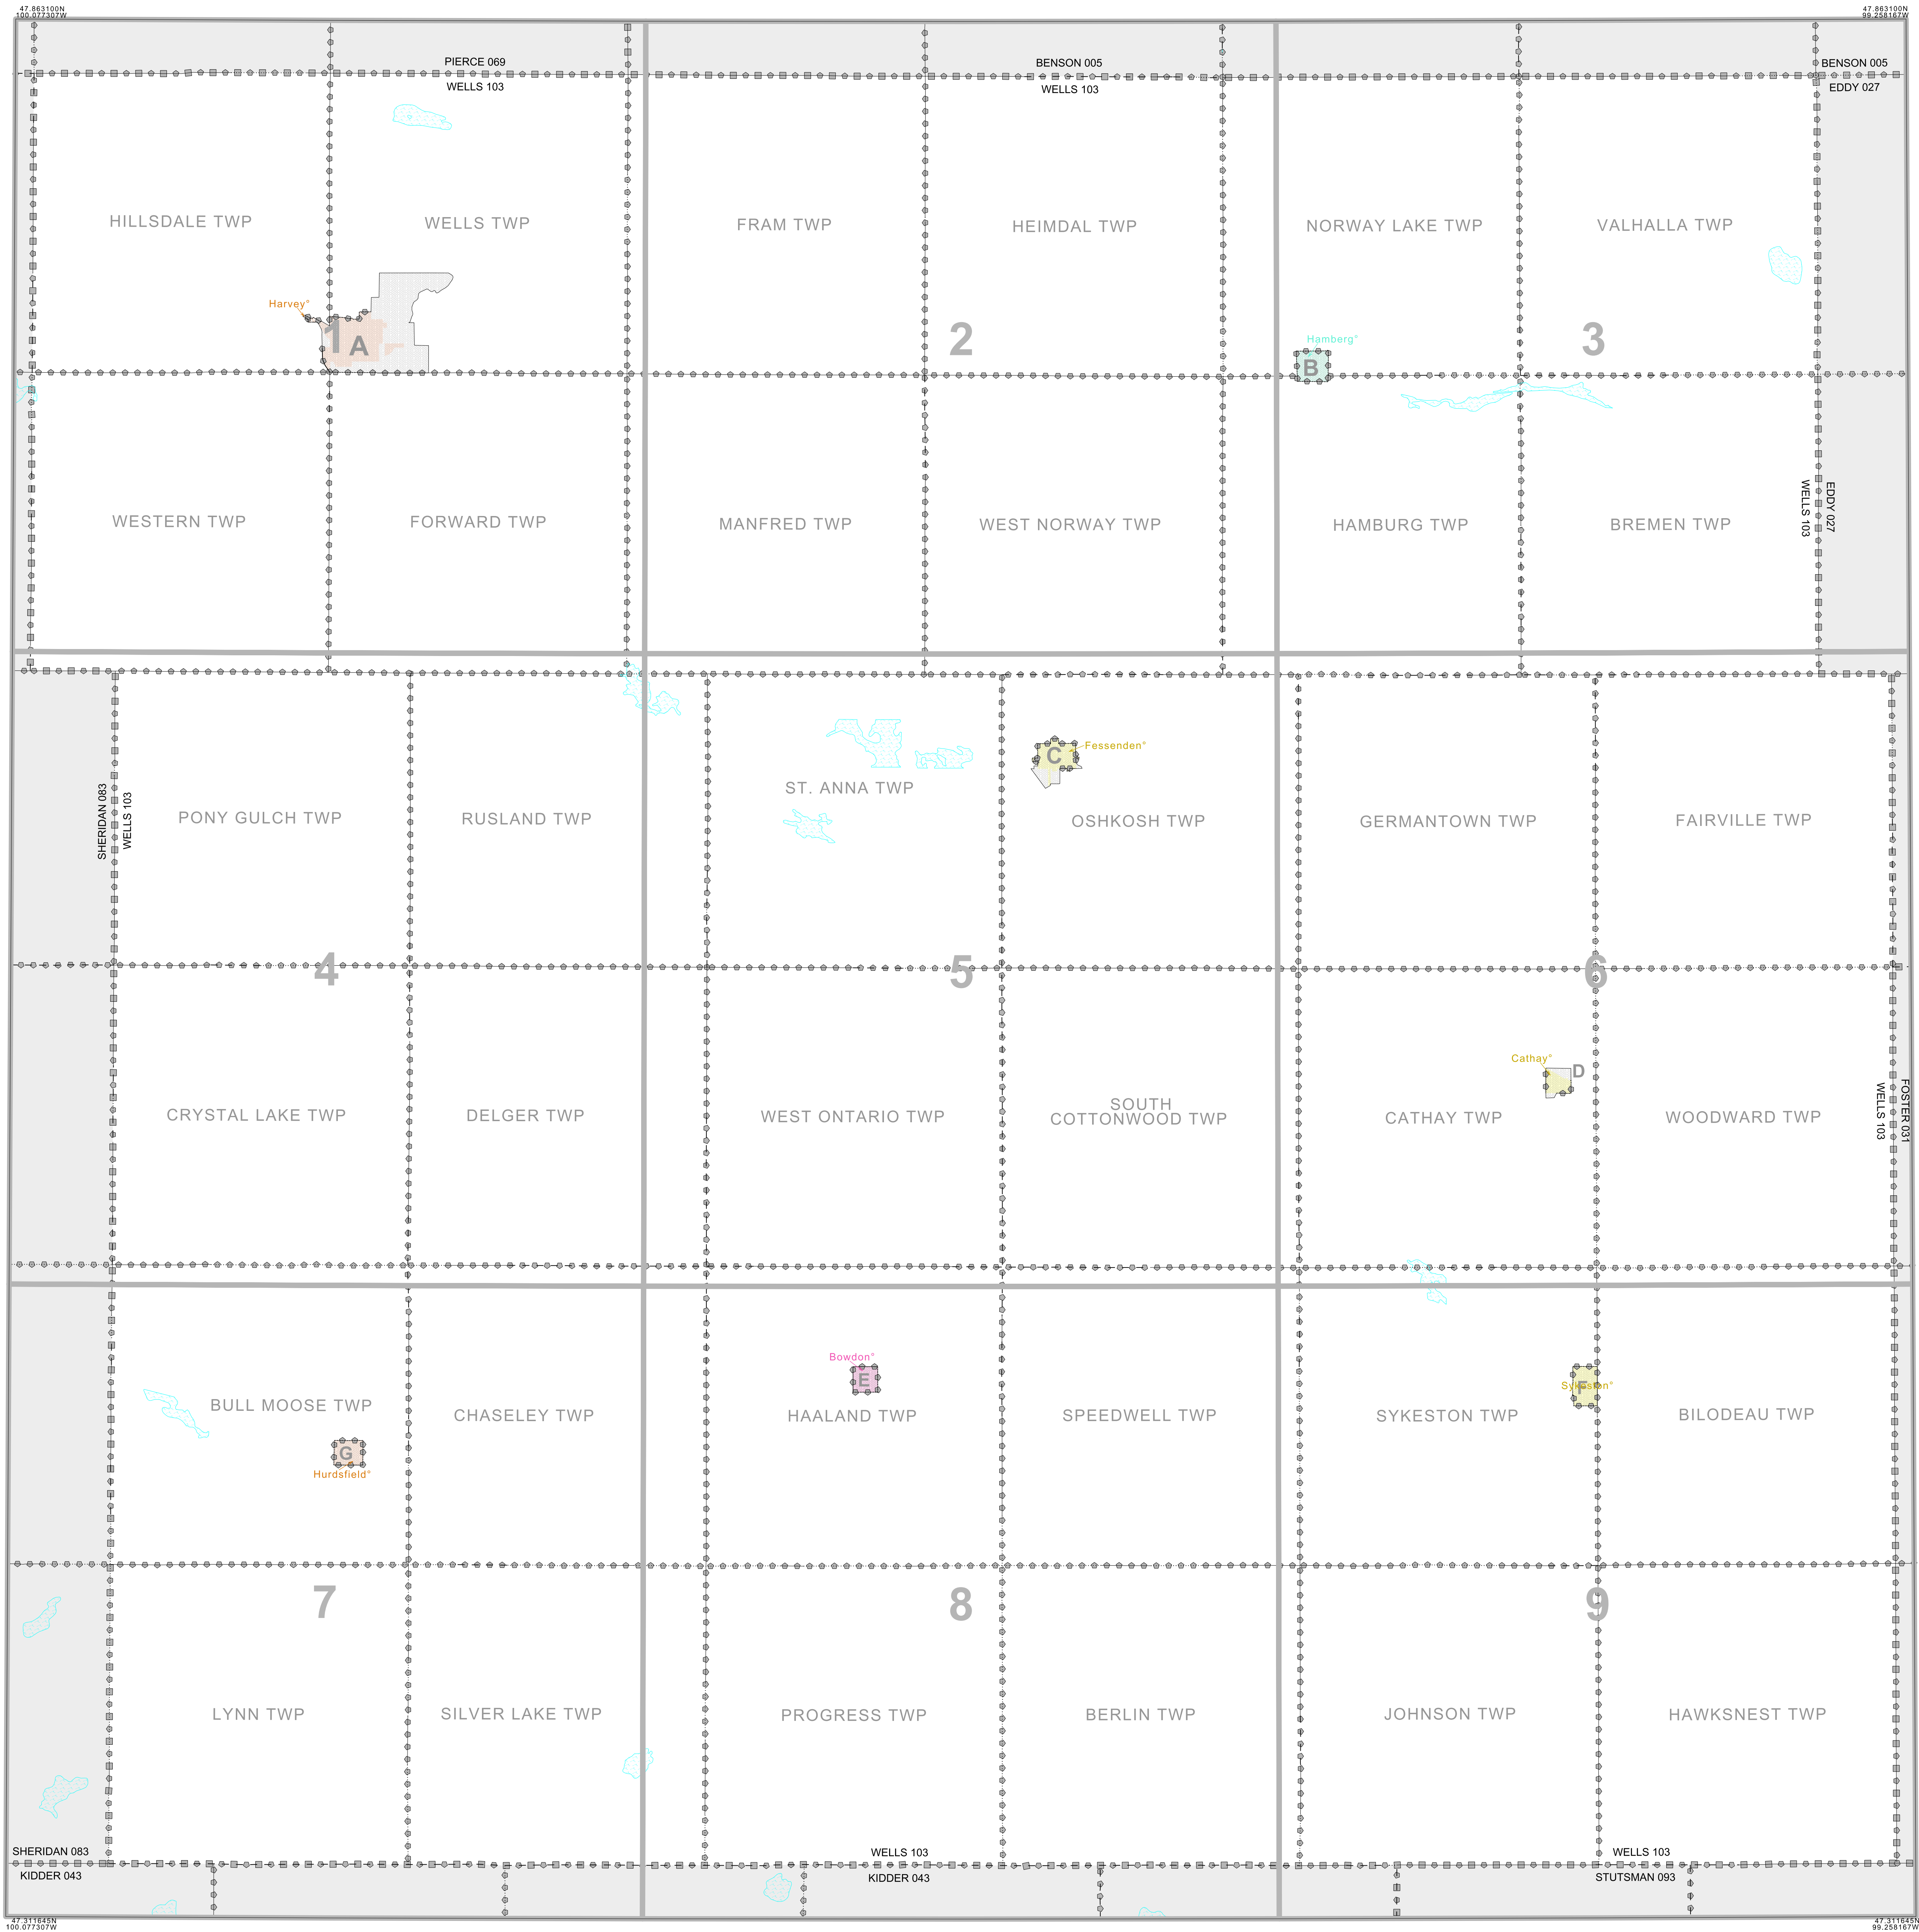 47.863100N
100.077307W
47.863100N
99.258167W
PIERCE 069
WELLS 103
BENSON 005
WELLS 103
BENSON 005
EDDY 027
HILLSDALE TWP
WELLS TWP
FRAM TWP
HEIMDAL TWP
NORWAY LAKE TWP
VALHALLA TWP
Harvey°
1
A
2
Hamberg°
B
3
WESTERN TWP
FORWARD TWP
MANFRED TWP
WEST NORWAY TWP
HAMBURG TWP
BREMEN TWP
WELLS 103
EDDY 027
C
Fessenden°
ST. ANNA TWP
SHERIDAN 083
WELLS 103
PONY GULCH TWP
RUSLAND TWP
OSHKOSH TWP
GERMANTOWN TWP
FAIRVILLE TWP
4
5
6
Cathay°
D
CRYSTAL LAKE TWP
DELGER TWP
WEST ONTARIO TWP
SOUTH
COTTONWOOD TWP
CATHAY TWP
WOODWARD TWP
WELLS 103
FOSTER 031
Bowdon°
E
Sykeston°
F
BULL MOOSE TWP
CHASELEY TWP
HAALAND TWP
SPEEDWELL TWP
SYKESTON TWP
BILODEAU TWP
G
Hurdsfield°
7
8
9
LYNN TWP
SILVER LAKE TWP
PROGRESS TWP
BERLIN TWP
JOHNSON TWP
HAWKSNEST TWP
SHERIDAN 083
KIDDER 043
WELLS 103
KIDDER 043
WELLS 103
STUTSMAN 093
47.311645N
100.077307W
47.311645N
99.258167W